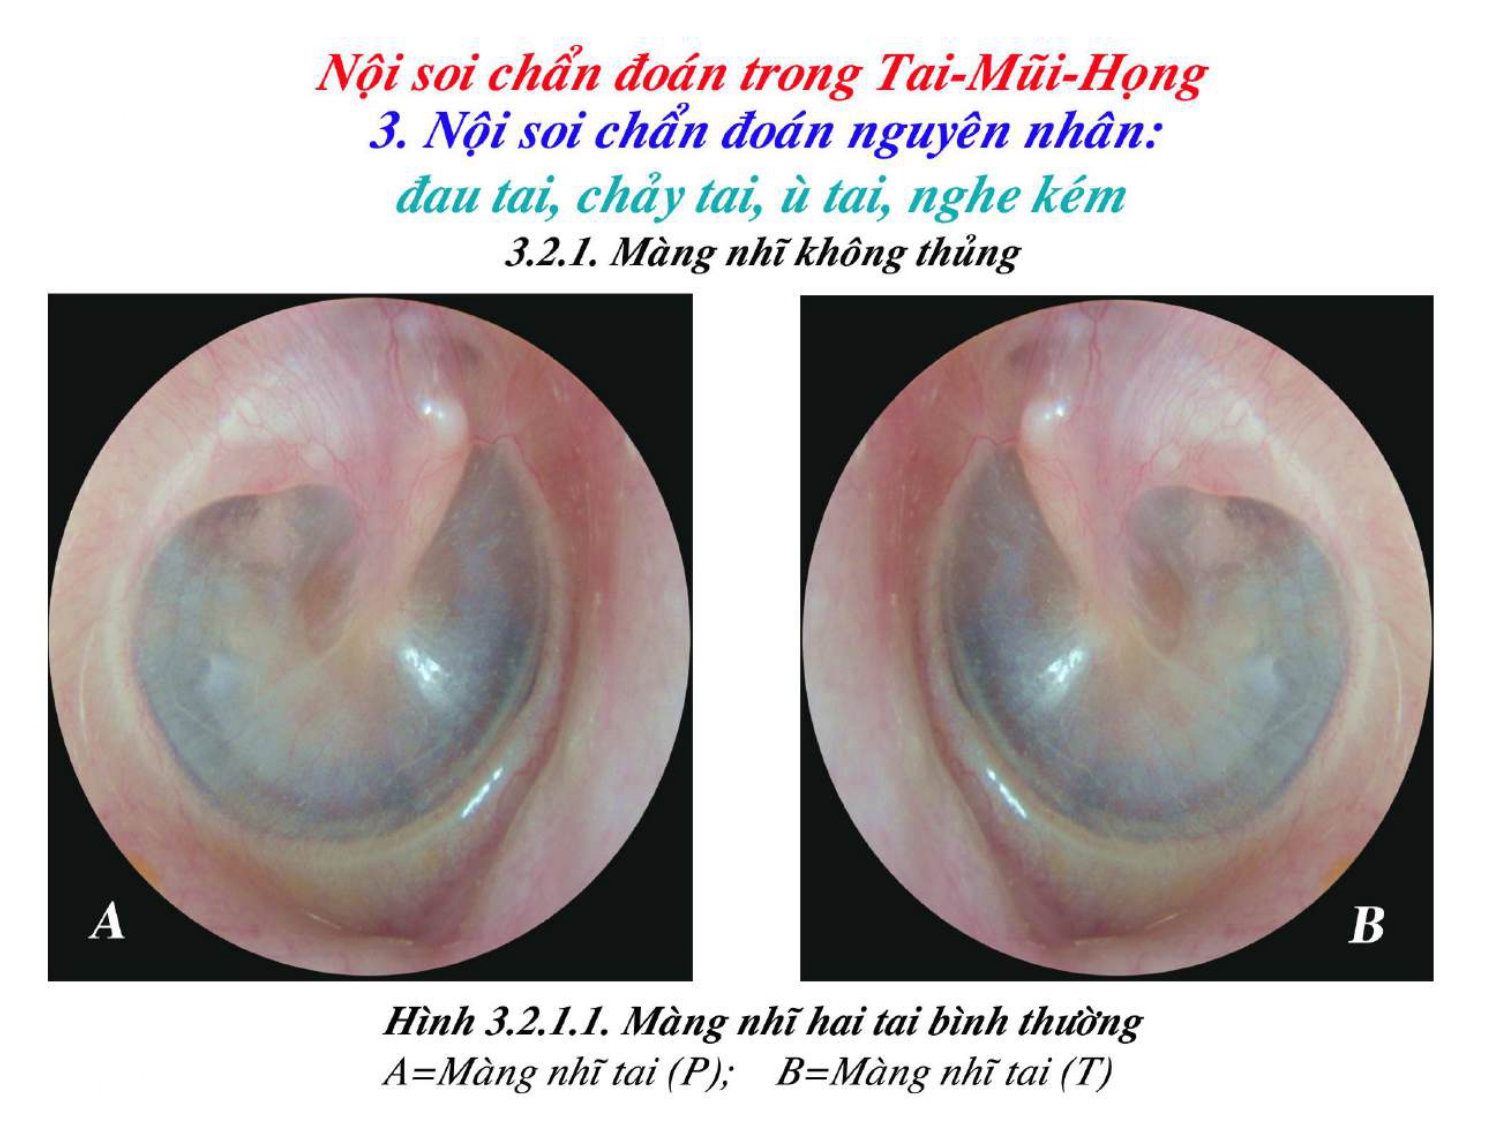 Nội soi chẩn đoán trong Tai-Mũi-Họng
3. Nội soi chẩn đoán nguyên nhân:
đau tai, chảy tai, ù tai, nghe kém
3.2.1. Màng nhĩ không thủng
A
B
Hình 3.2.1.1. Màng nhĩ hai tai bình thường
A=Màng nhĩ tai (P); B=Màng nhĩ tai (T)